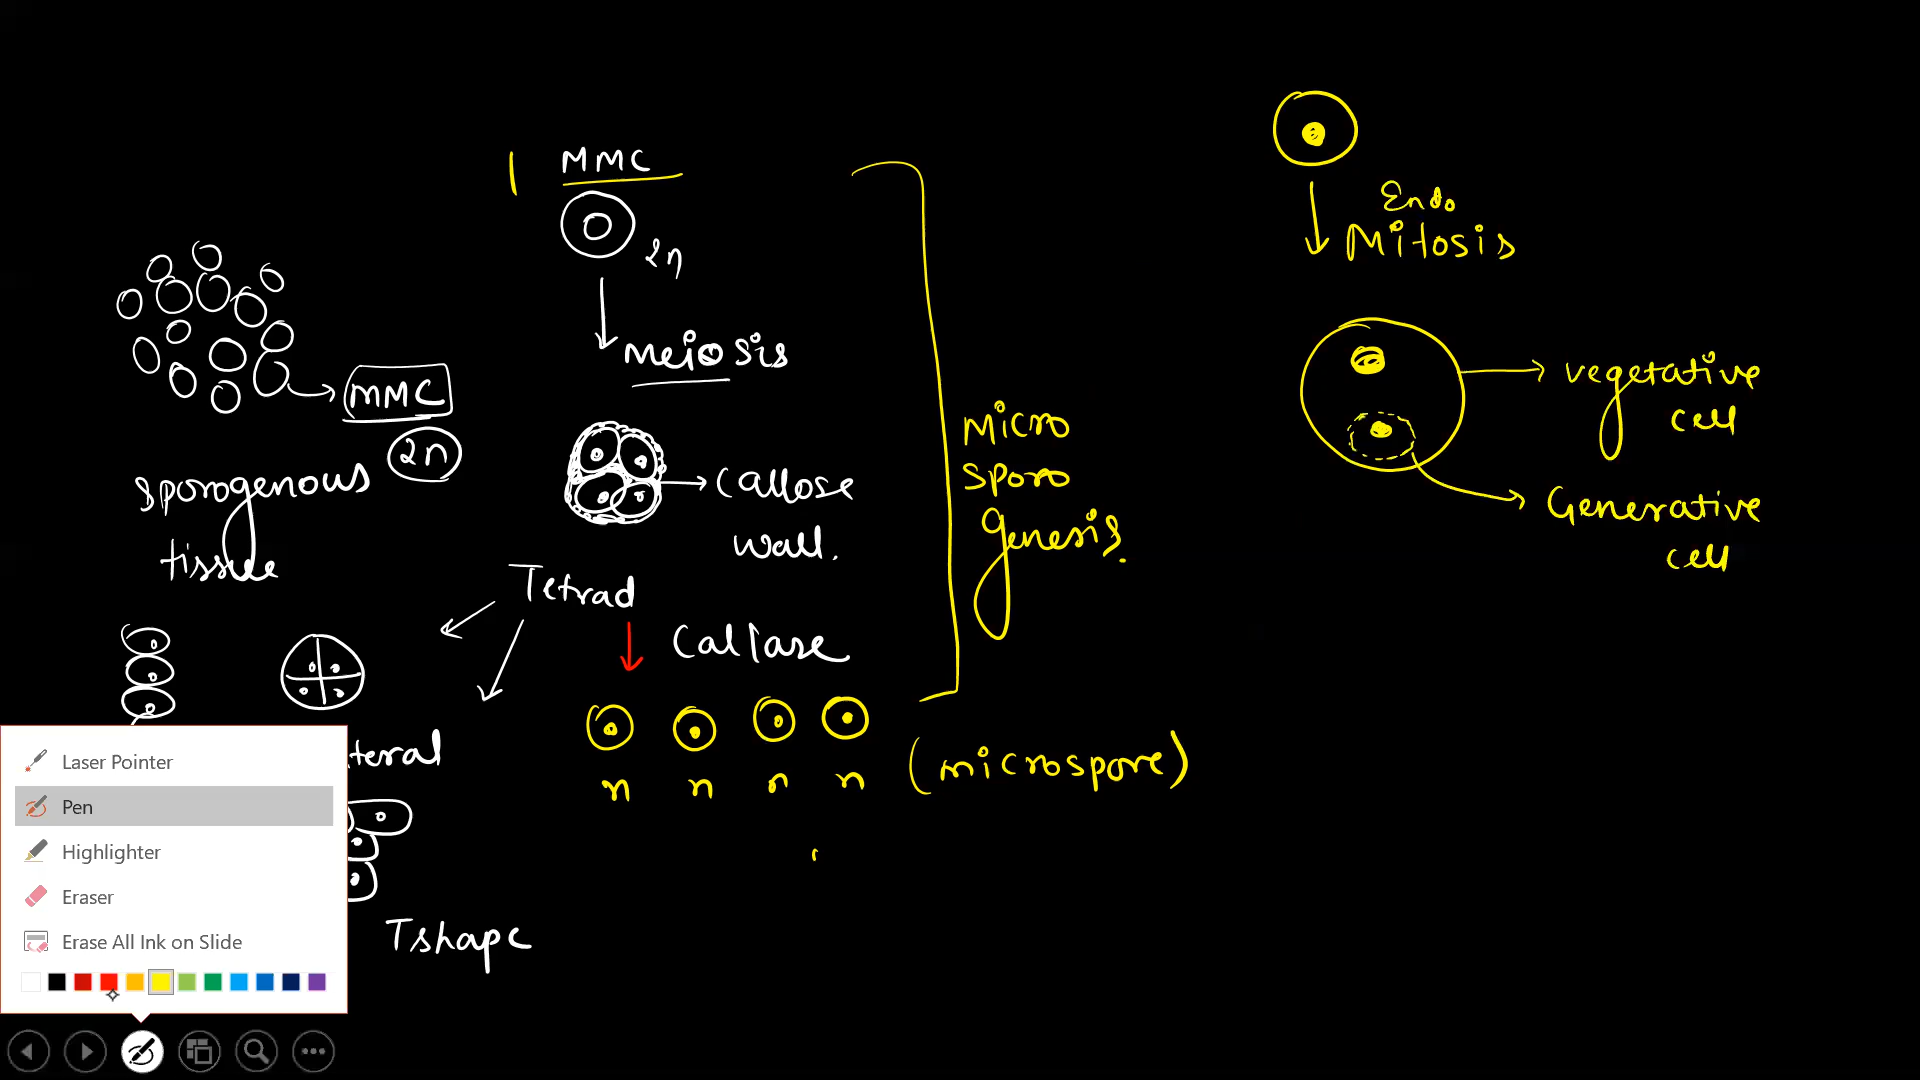 MMC
2n
Meiosis
MMC
2n
sporogenous
tissue
Callose
wall.
Tetrad
Callase
Micro
sporo
genesis.
n n n n
(microspore)
Endo
Mitosis
vegetative
cell
Generative
cell
teral
Tshape
Laser Pointer
Pen
Highlighter
Eraser
Erase All Ink on Slide